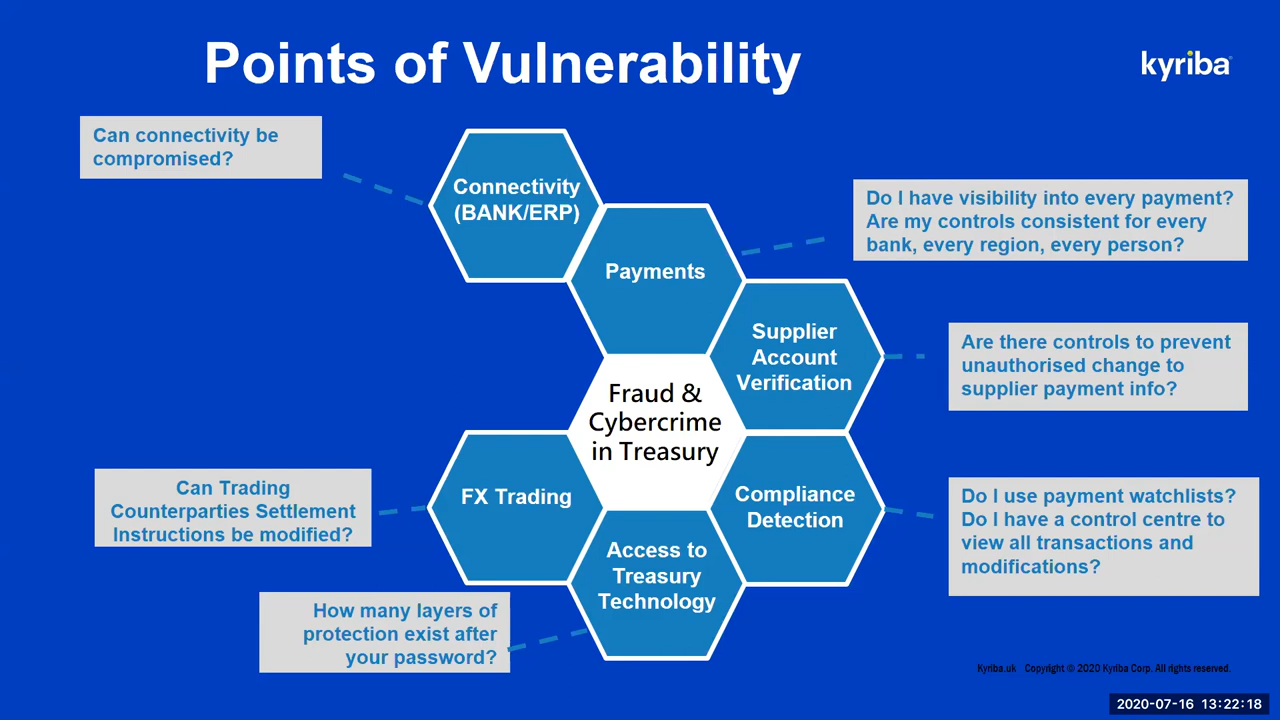 Points of Vulnerability
kyriba
Can connectivity be
compromised?
Connectivity
(BANK/ERP)
Do I have visibility into every payment?
Are my controls consistent for every
bank, every region, every person?
Payments
Supplier
Account
Verification
Are there controls to prevent
unauthorised change to
supplier payment info?
Fraud &
Cybercrime
in Treasury
FX Trading
Can Trading
Counterparties Settlement
Instructions be modified?
Compliance
Detection
Do I use payment watchlists?
Do I have a control centre to
view all transactions and
modifications?
Access to
Treasury
Technology
How many layers of
protection exist after
your password?
Kyriba.uk Copyright © 2020 Kyriba Corp. All rights reserved.
2020-07-16 13:22:18